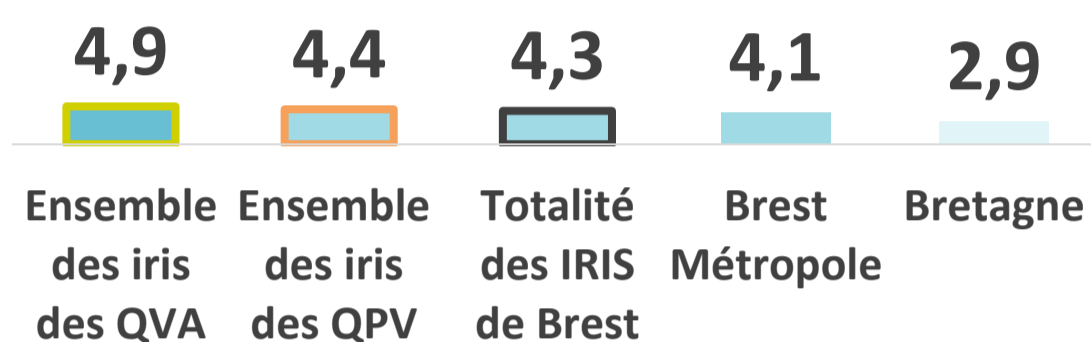 4,9 4,4 4,3 4,1 2,9
Ensemble Ensemble Totalité Brest Bretagne
des iris des iris des IRIS Métropole
des QVA des QPV de Brest